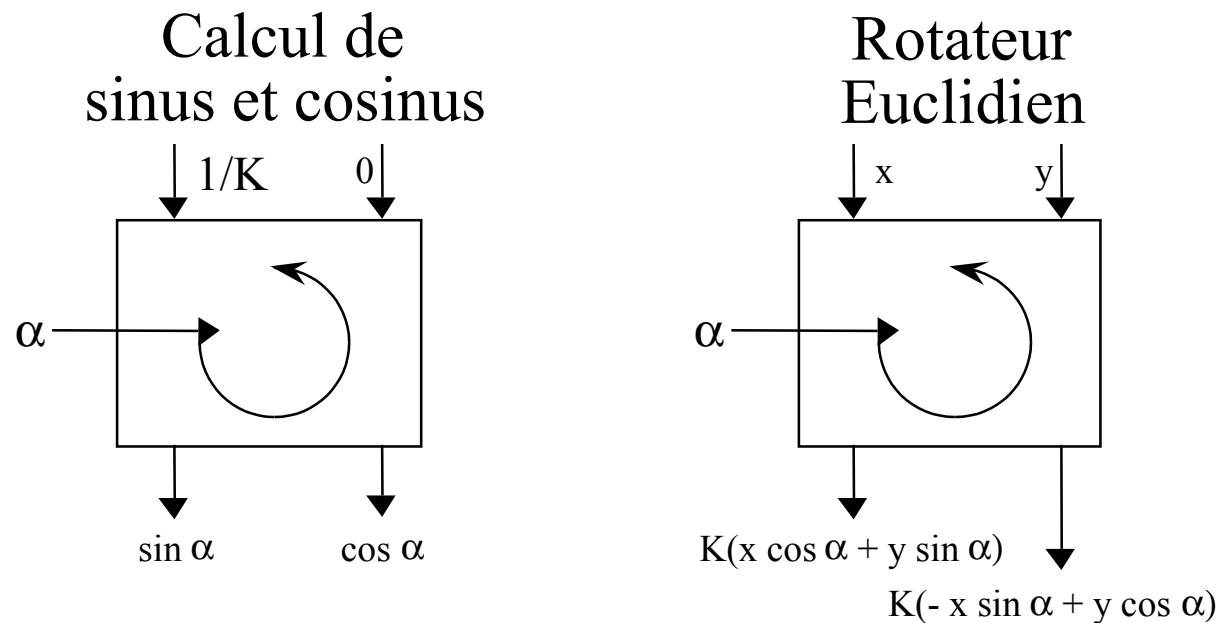 Calcul de
sinus et cosinus
1/K
0
α
sin α
cos α
Rotateur
Euclidien
x
y
α
K(x cos α + y sin α)
K(- x sin α + y cos α)